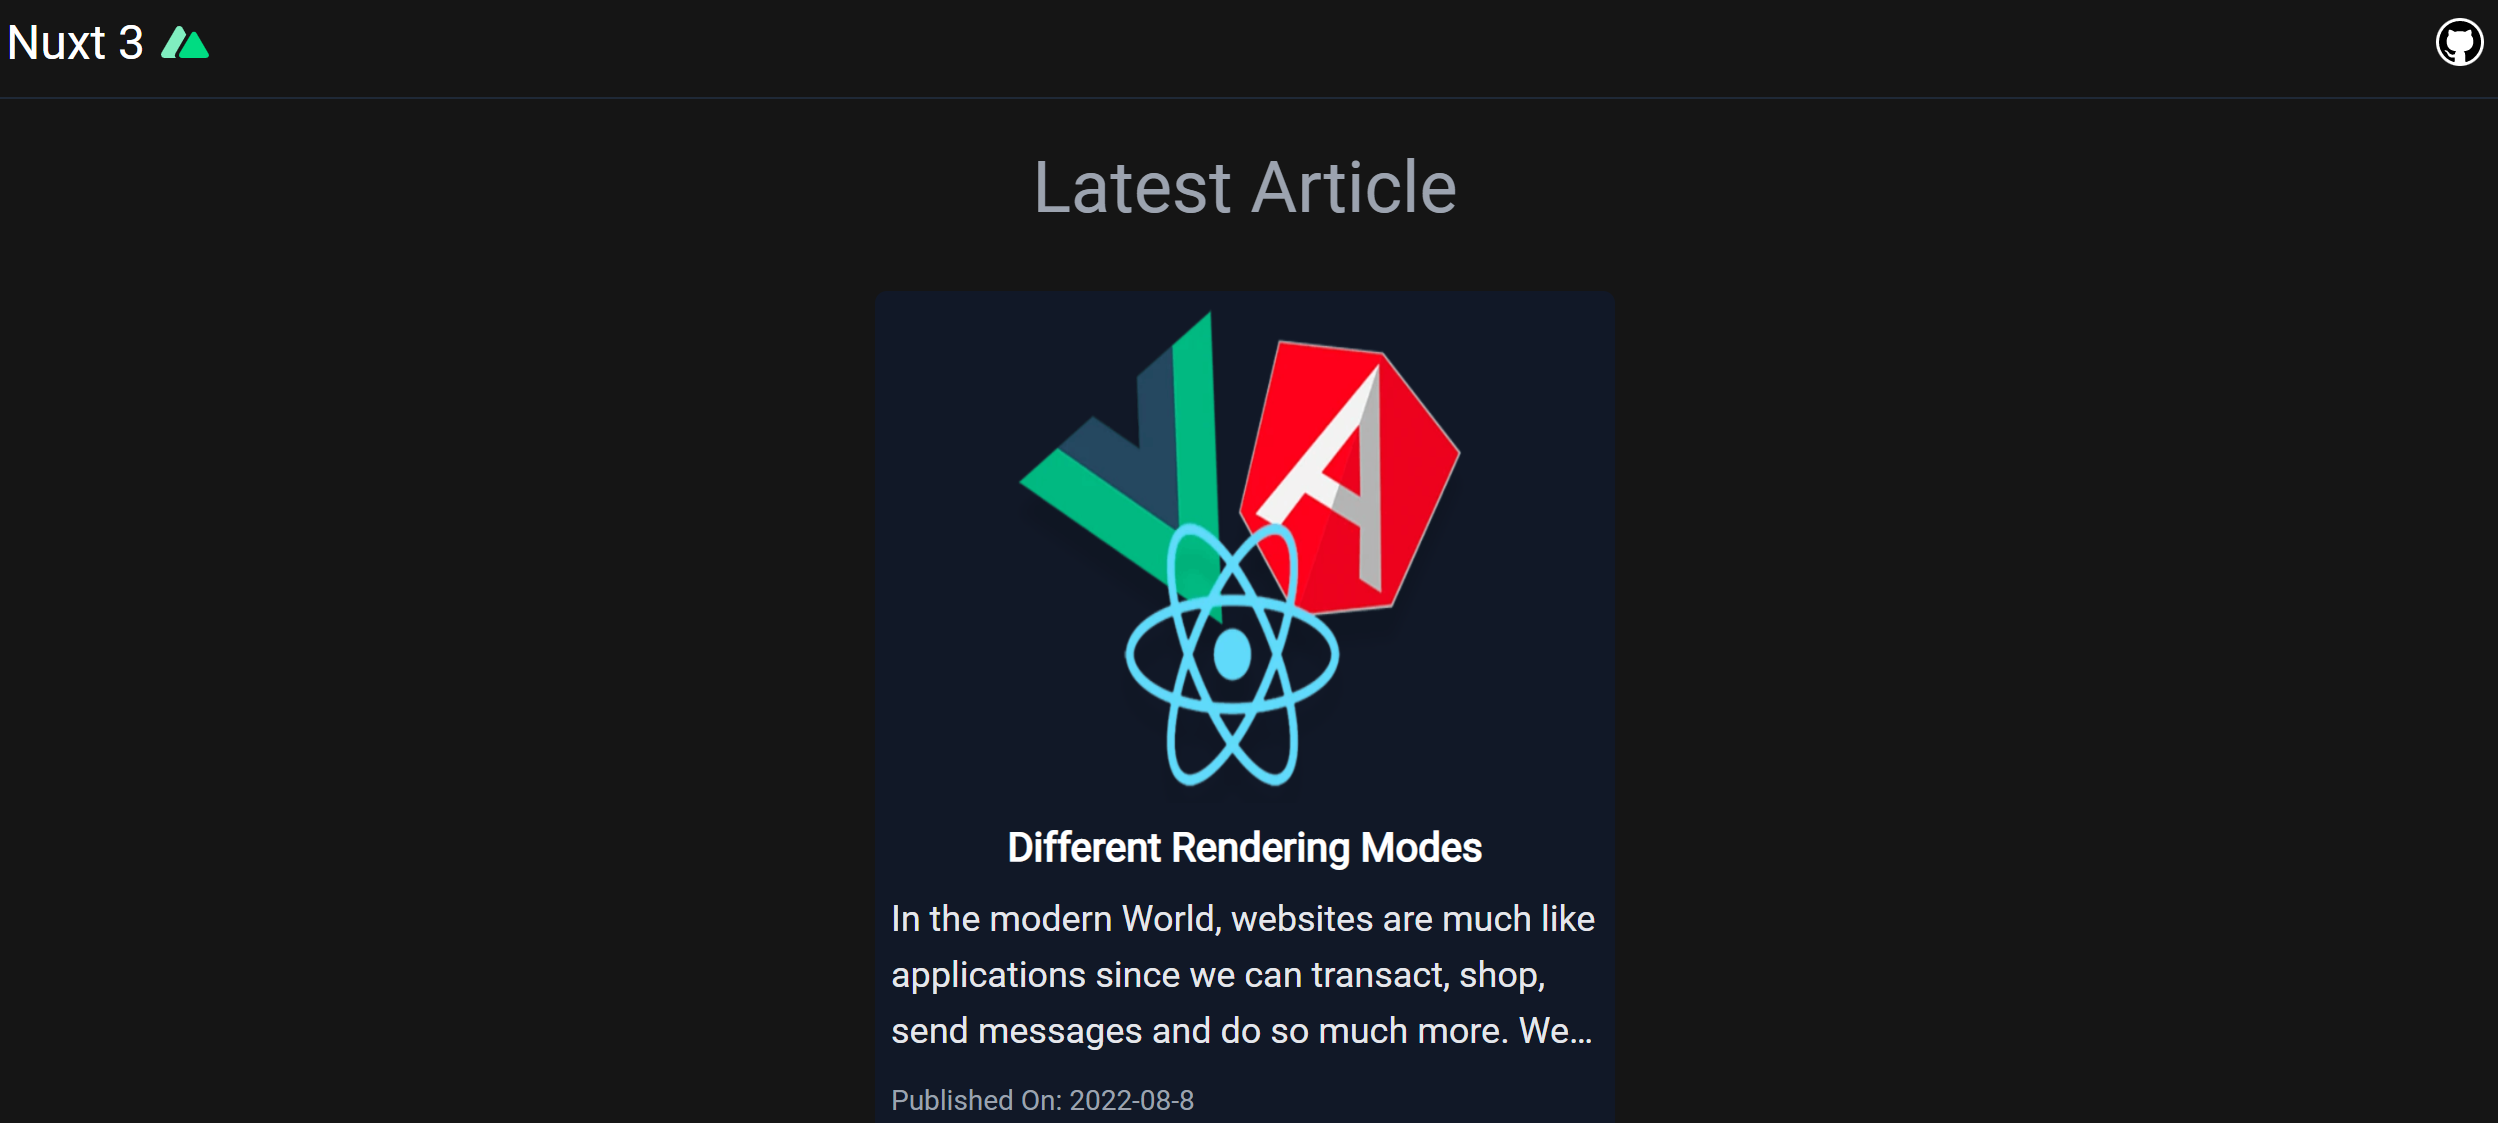 Nuxt 3
Latest Article
Different Rendering Modes
In the modern World, websites are much like
applications since we can transact, shop,
send messages and do so much more. We...
Published On: 2022-08-8